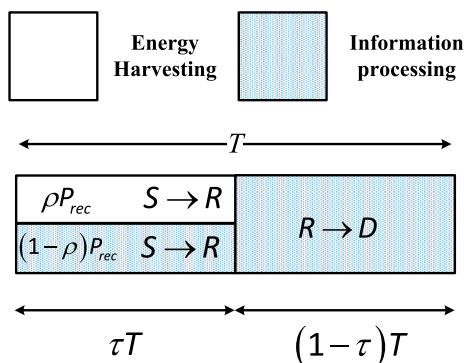 Energy
Harvesting
Information
processing
T
ρP_rec S → R
(1−ρ)P_rec S → R
R → D
τT
(1−τ)T